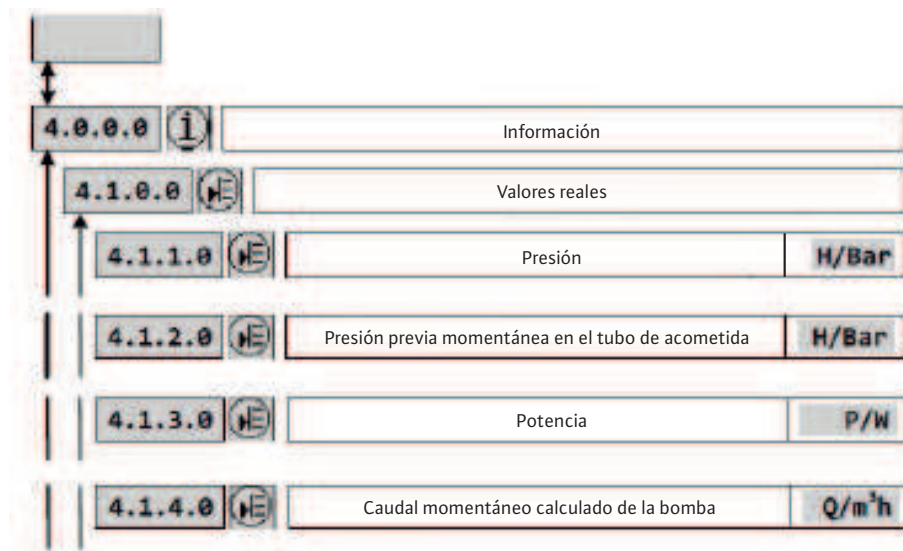 4.0.0.0 i Información
4.1.0.0 Valores reales
4.1.1.0 Presión H/Bar
4.1.2.0 Presión previa momentánea en el tubo de acometida H/Bar
4.1.3.0 Potencia P/W
4.1.4.0 Caudal momentáneo calculado de la bomba Q/m³h